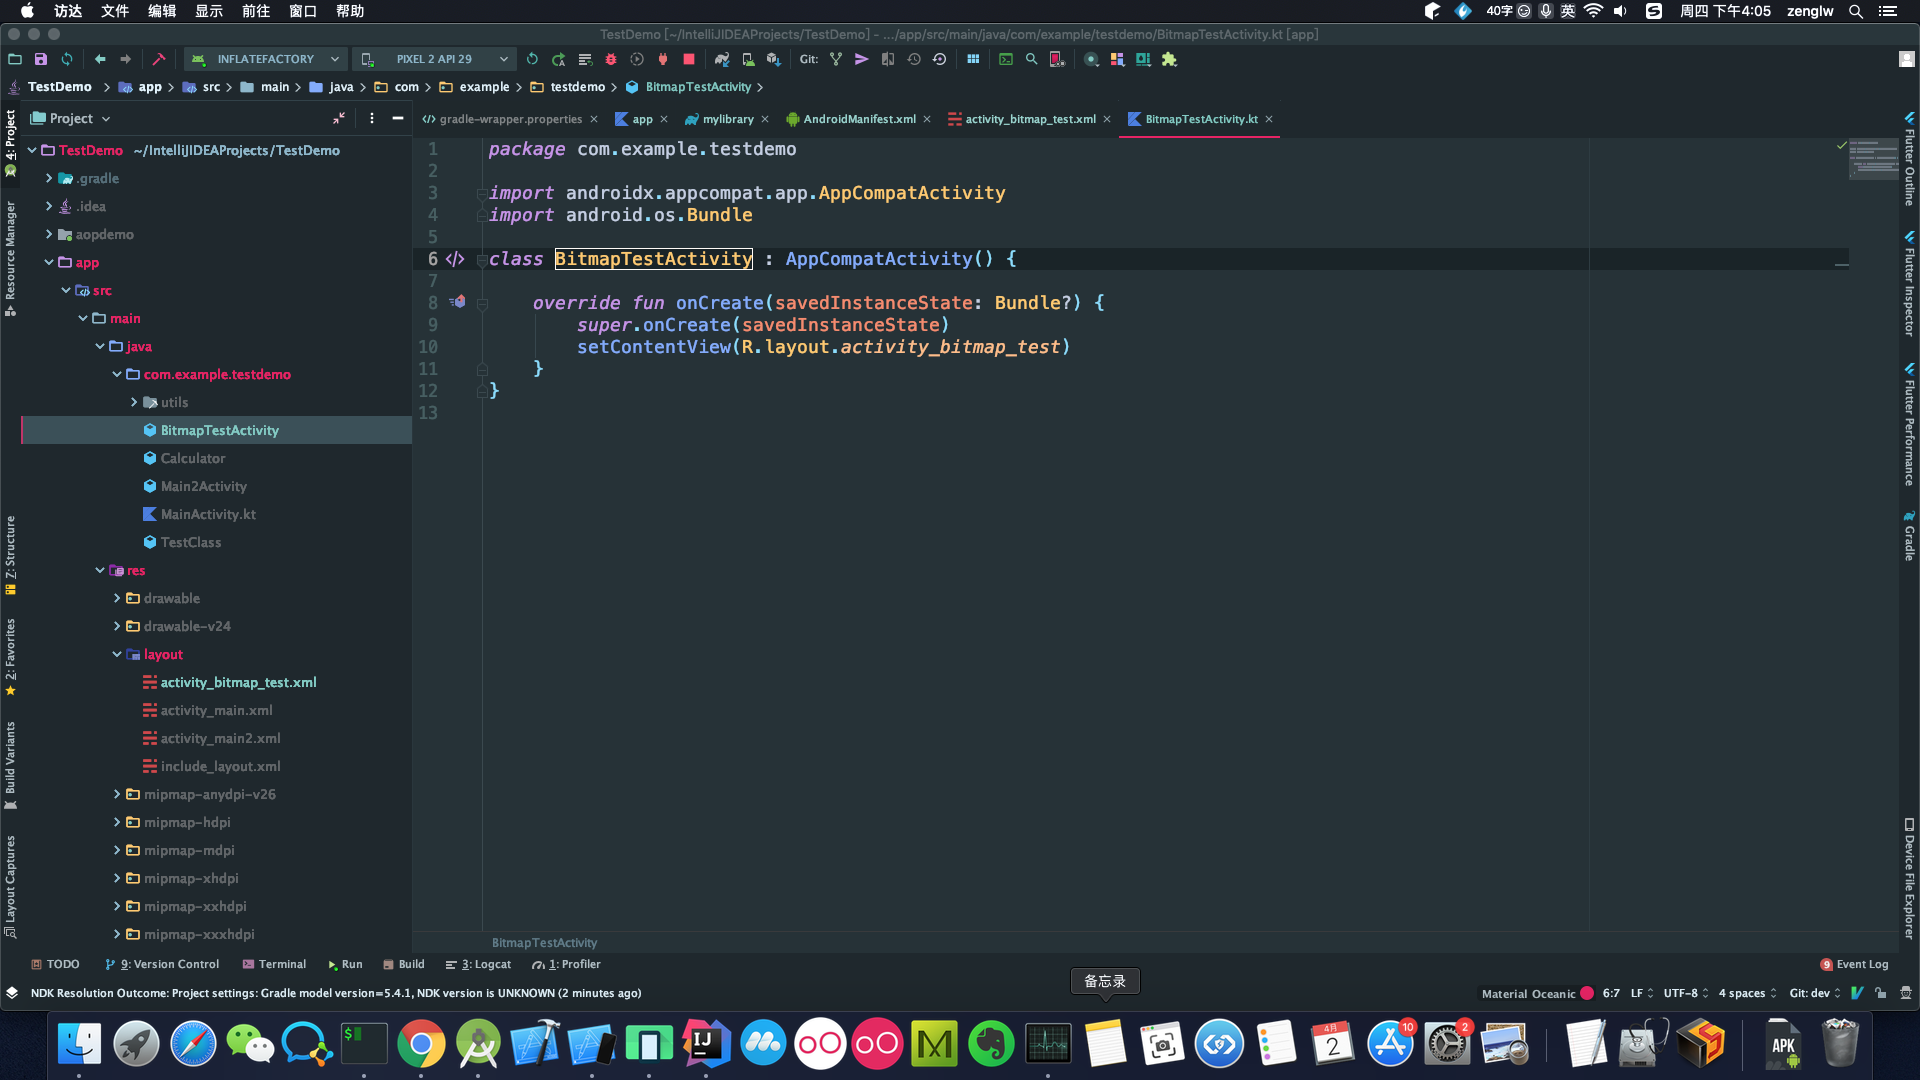 访达 文件 编辑 显示 前往 窗口 帮助 40字 英 周四 下午4:05 zenglw
TestDemo [~/IntelliJIDEAProjects/TestDemo] - .../app/src/main/java/com/example/testdemo/BitmapTestActivity.kt [app]
INFLATEFACTORY PIXEL 2 API 29 Git:
TestDemo app src main java com example testdemo BitmapTestActivity
Project
gradle-wrapper.properties app mylibrary AndroidManifest.xml activity_bitmap_test.xml BitmapTestActivity.kt
4: Project
Resource Manager
Z: Structure
2: Favorites
Build Variants
Layout Captures
TestDemo ~/IntelliJIDEAProjects/TestDemo
.gradle
.idea
aopdemo
app
src
main
java
com.example.testdemo
utils
BitmapTestActivity
Calculator
Main2Activity
MainActivity.kt
TestClass
res
drawable
drawable-v24
layout
activity_bitmap_test.xml
activity_main.xml
activity_main2.xml
include_layout.xml
mipmap-anydpi-v26
mipmap-hdpi
mipmap-mdpi
mipmap-xhdpi
mipmap-xxhdpi
mipmap-xxxhdpi
1 package com.example.testdemo
2
3 import androidx.appcompat.app.AppCompatActivity
4 import android.os.Bundle
5
6 class BitmapTestActivity : AppCompatActivity() {
7
8 override fun onCreate(savedInstanceState: Bundle?) {
9 super.onCreate(savedInstanceState)
10 setContentView(R.layout.activity_bitmap_test)
11 }
12 }
13
BitmapTestActivity
Flutter Outline
Flutter Inspector
Flutter Performance
Gradle
Device File Explorer
TODO 9: Version Control Terminal Run Build 3: Logcat 1: Profiler 9 Event Log
备忘录
NDK Resolution Outcome: Project settings: Gradle model version=5.4.1, NDK version is UNKNOWN (2 minutes ago) Material Oceanic 6:7 LF UTF-8 4 spaces Git: dev
$ IJ M 4月 2 10 2 APK